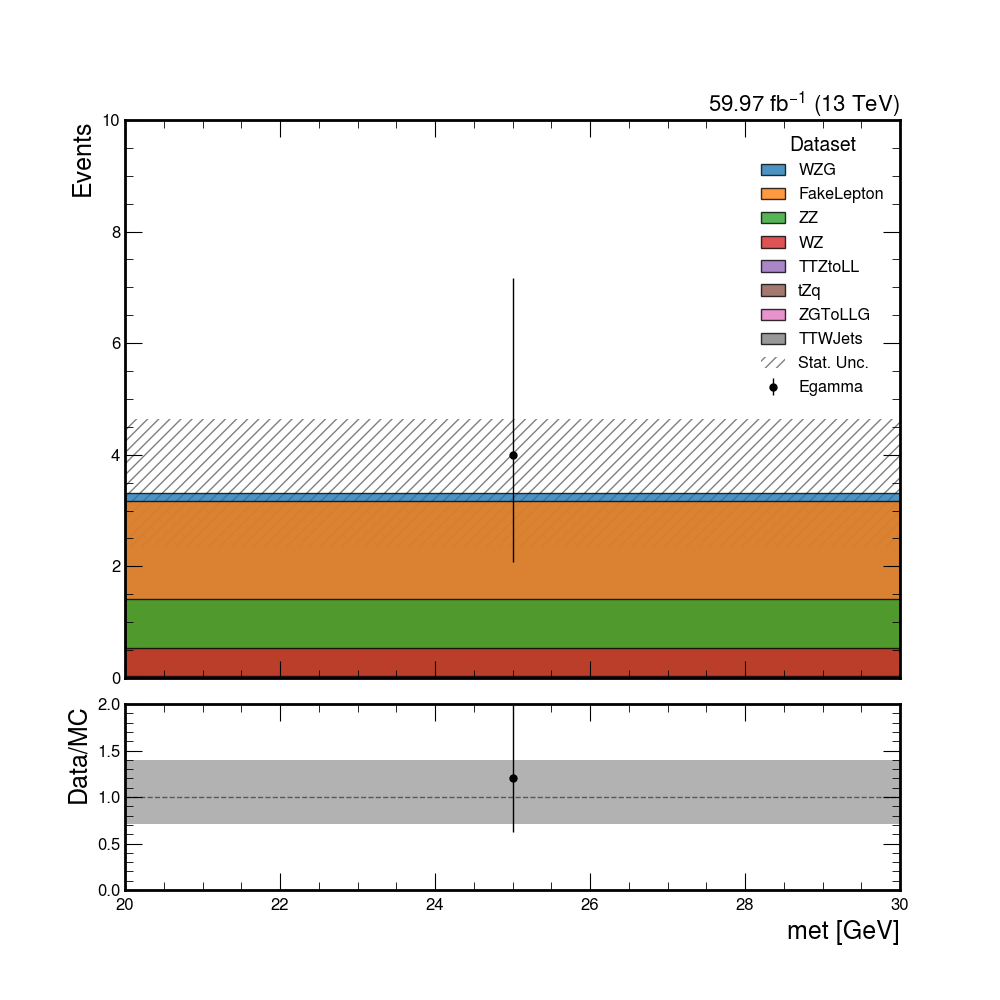 59.97 fb⁻¹ (13 TeV)
Events
10
8
6
4
2
0
Dataset
WZG
FakeLepton
ZZ
WZ
TTZtoLL
tZq
ZGToLLG
TTWJets
Stat. Unc.
Egamma
Data/MC
2.0
1.5
1.0
0.5
0.0
20 22 24 26 28 30
met [GeV]